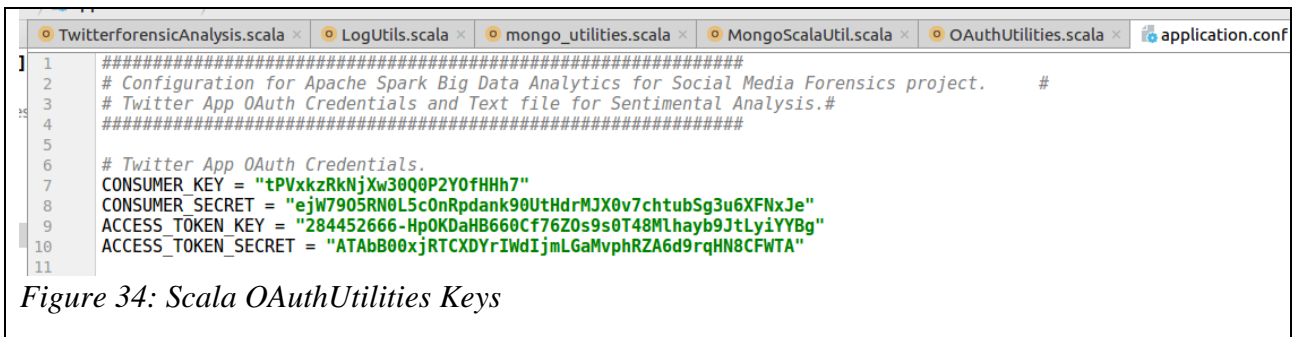 TwitterforensicAnalysis.scala × LogUtils.scala × mongo_utilities.scala × MongoScalaUtil.scala × OAuthUtilities.scala × application.conf
1 ###############################################################
2 # Configuration for Apache Spark Big Data Analytics for Social Media Forensics project. #
3 # Twitter App OAuth Credentials and Text file for Sentimental Analysis.#
4 ###############################################################
5
6 # Twitter App OAuth Credentials.
7 CONSUMER_KEY = "tPVxkzRkNjXw30Q0P2YOfHHh7"
8 CONSUMER_SECRET = "ejW79O5RN0L5cOnRpdank90UtHdrMJX0v7chtubSg3u6XFNxJe"
9 ACCESS_TOKEN_KEY = "284452666-HpOKDaHB660Cf76ZOs9s0T48Mlhayb9JtLyiYYBg"
10 ACCESS_TOKEN_SECRET = "ATAbB00xjRTCXDYrIWdIjmLGaMvphRZA6d9rqHN8CFWTA"
11
Figure 34: Scala OAuthUtilities Keys